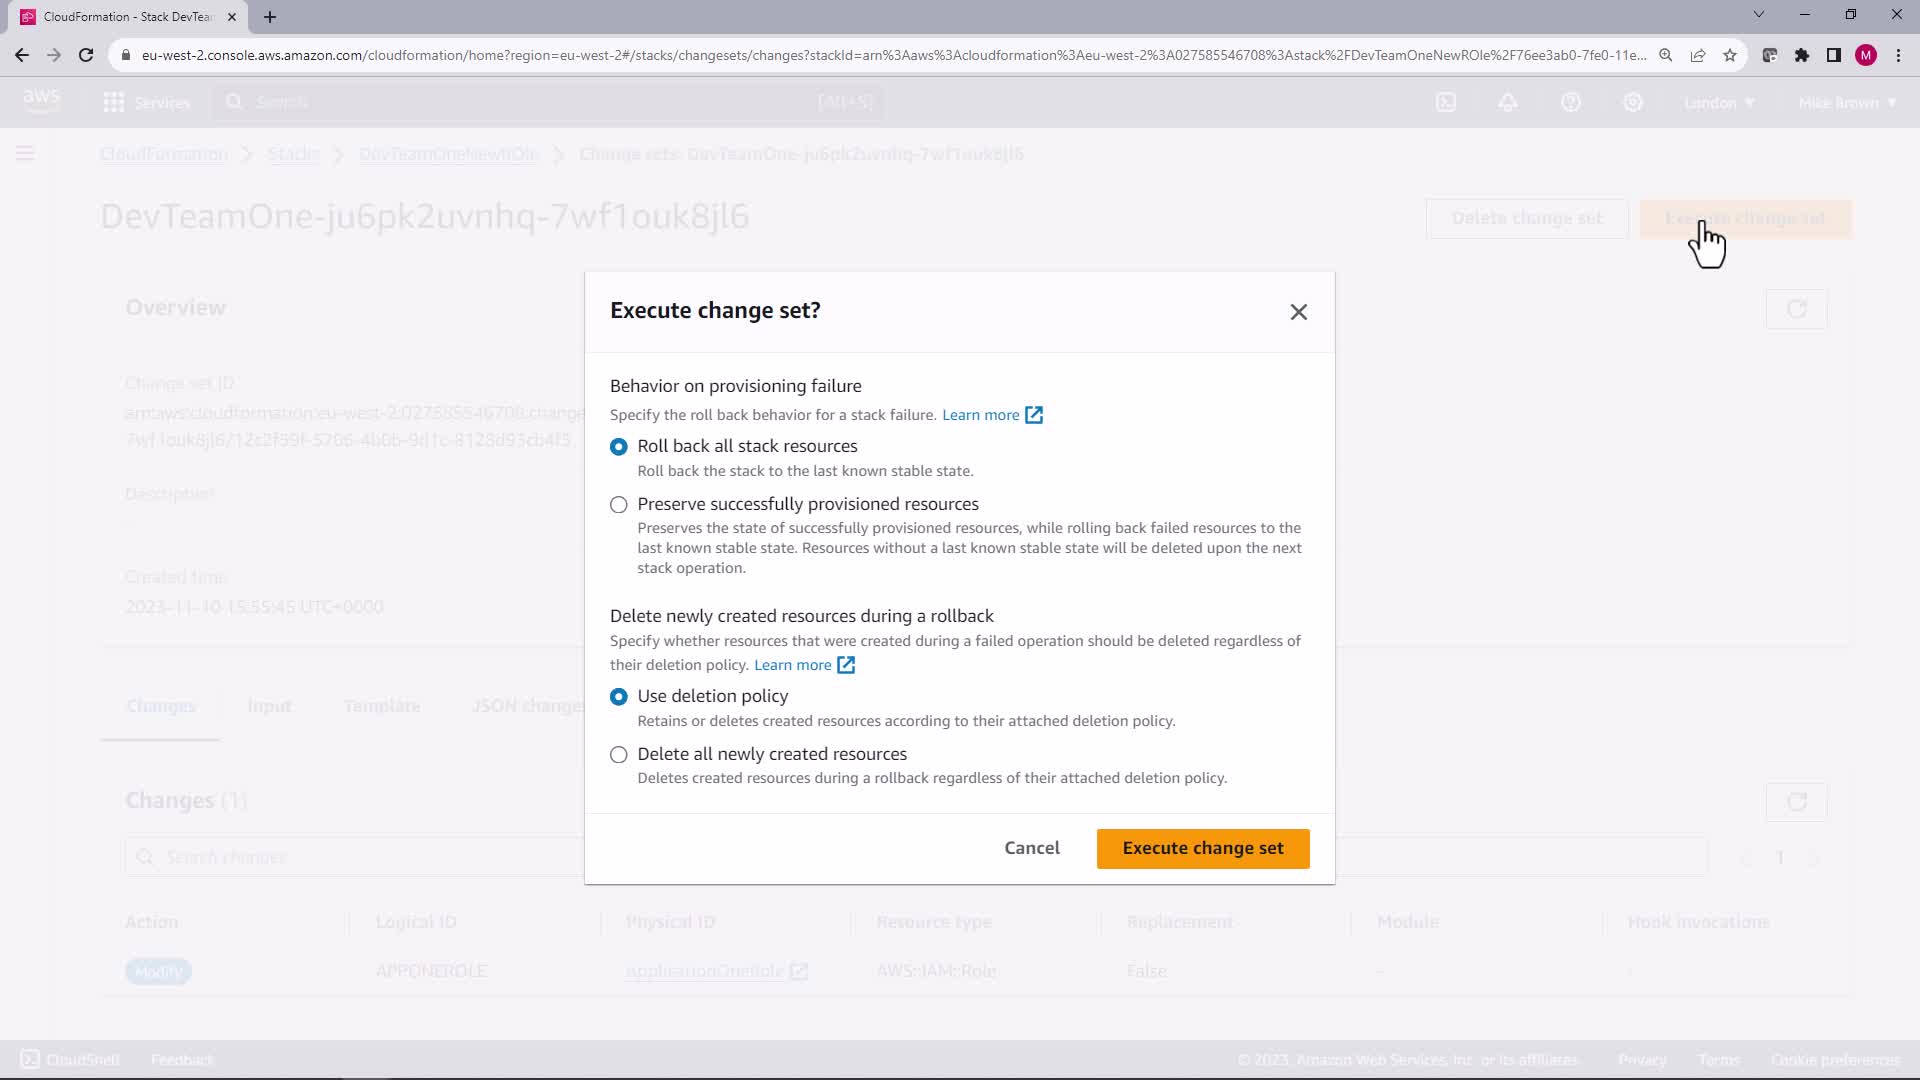 CloudFormation - Stack DevTea
eu-west-2.console.aws.amazon.com/cloudformation/home?region=eu-west-2#/stacks/changesets/changes?stackId=arn%3Aaws%3Acloudformation%3Aeu-west-2%3A027585546708%3Astack%2FDevTeamOneNewROle%2F76ee3ab0-7fe0-11e...
M
aws
Services
Search
[Alt+S]
London
Mike Brown
CloudFormation
Stacks
DevTeamOneNewROle
Change sets: DevTeamOne-ju6pk2uvnhq-7wf1ouk8jl6
DevTeamOne-ju6pk2uvnhq-7wf1ouk8jl6
Delete change set
Execute change set
Overview
Change set ID
arn:aws:cloudformation:eu-west-2:027585546708:change
Description
-
Created time
2023-11-10 15:55:45 UTC+0000
Changes
Input
Template
JSON change
Changes (1)
Search changes
1
Action
Logical ID
Physical ID
Resource type
Replacement
Module
Hook invocations
Modify
APPONEROLE
ApplicationOneRole
AWS::IAM::Role
False
-
-
Execute change set?
Behavior on provisioning failure
Specify the roll back behavior for a stack failure. Learn more
Roll back all stack resources
Roll back the stack to the last known stable state.
Preserve successfully provisioned resources
Preserves the state of successfully provisioned resources, while rolling back failed resources to the
last known stable state. Resources without a last known stable state will be deleted upon the next
stack operation.
Delete newly created resources during a rollback
Specify whether resources that were created during a failed operation should be deleted regardless of
their deletion policy. Learn more
Use deletion policy
Retains or deletes created resources according to their attached deletion policy.
Delete all newly created resources
Deletes created resources during a rollback regardless of their attached deletion policy.
Cancel
Execute change set
CloudShell
Feedback
© 2023, Amazon Web Services, Inc. or its affiliates.
Privacy
Terms
Cookie preferences